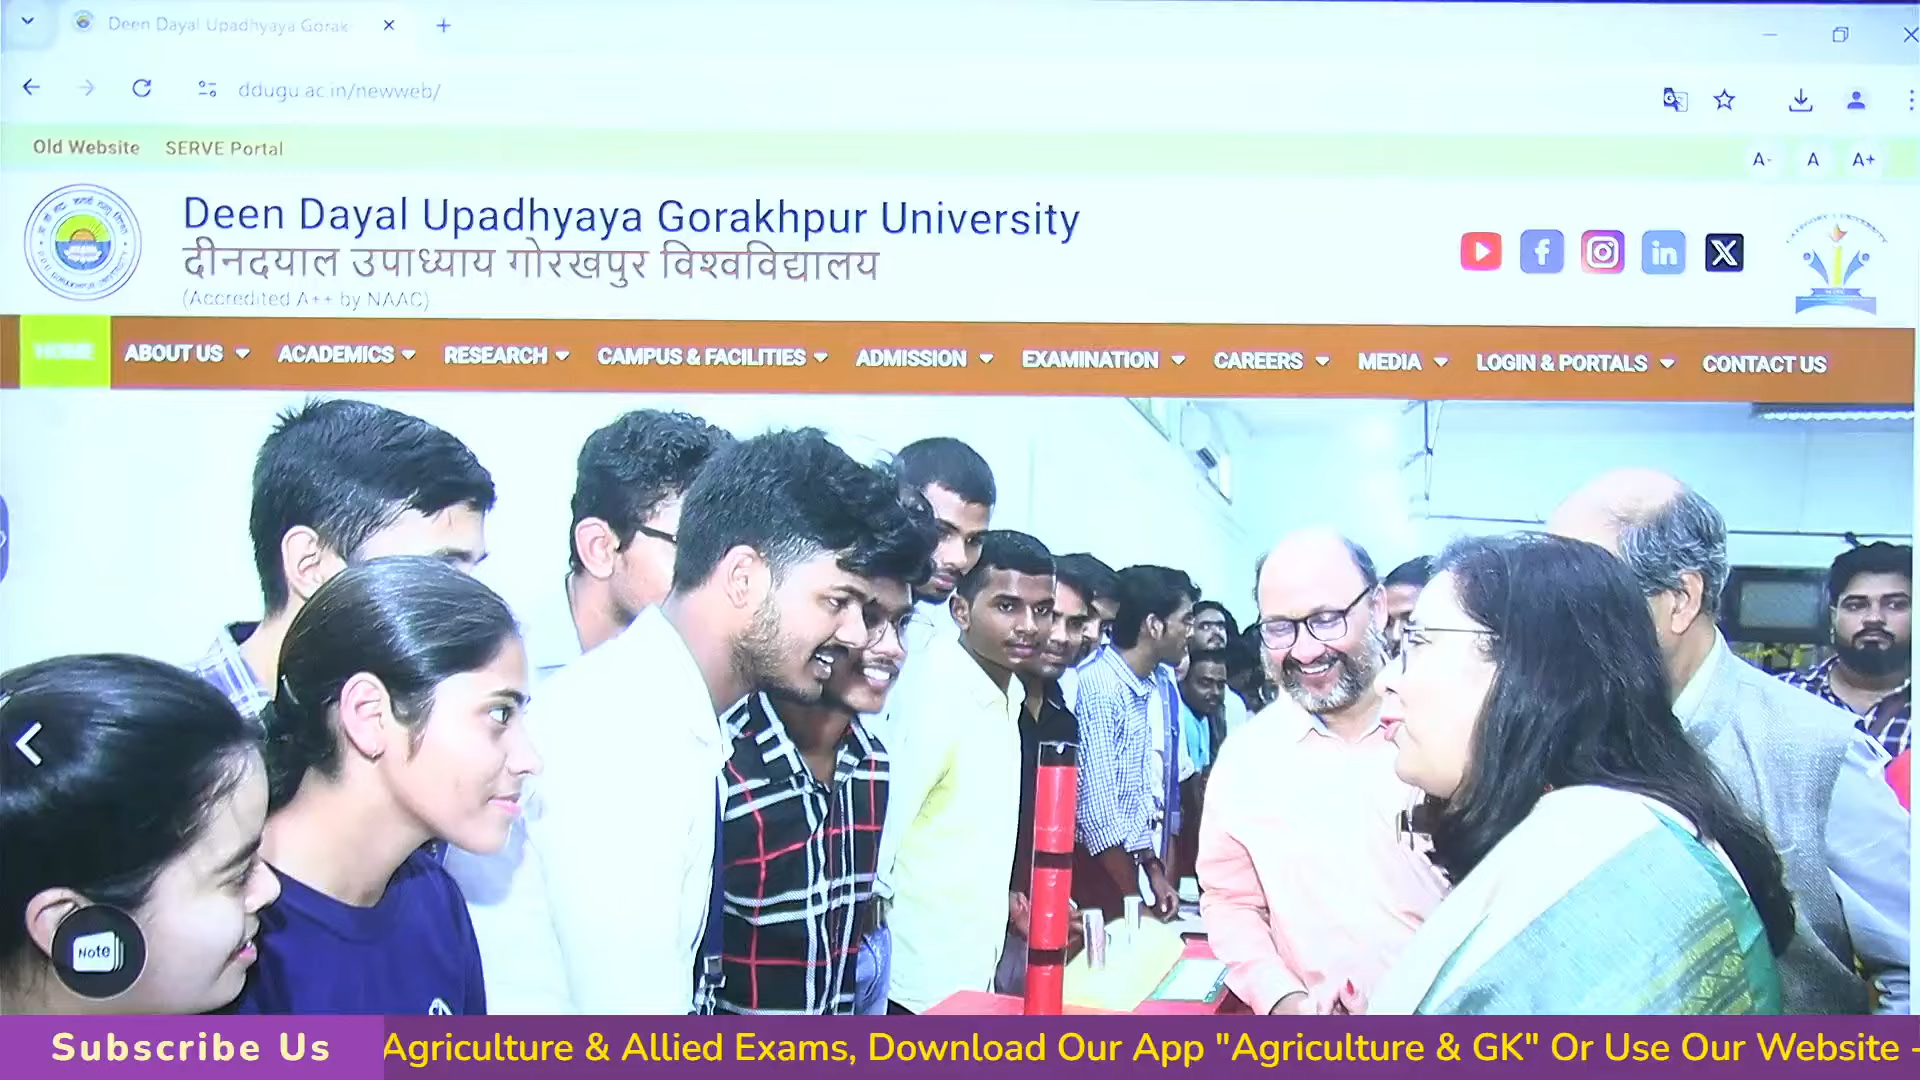 Deen Dayal Upadhyaya Gorak
ddugu.ac.in/newweb/
Old Website SERVE Portal
A- A A+
Deen Dayal Upadhyaya Gorakhpur University
दीनदयाल उपाध्याय गोरखपुर विश्वविद्यालय
(Accredited A++ by NAAC)
HOME ABOUT US ACADEMICS RESEARCH CAMPUS & FACILITIES ADMISSION EXAMINATION CAREERS MEDIA LOGIN & PORTALS CONTACT US
Note
Subscribe Us Agriculture & Allied Exams, Download Our App "Agriculture & GK" Or Use Our Website -